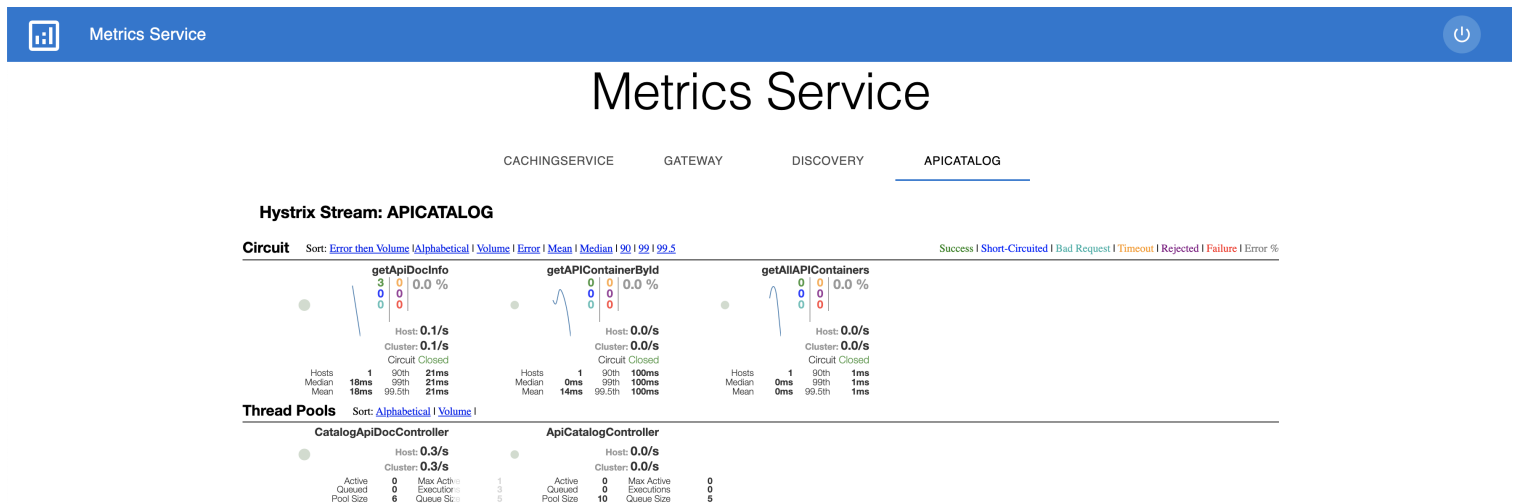 Metrics Service
Metrics Service
CACHINGSERVICE GATEWAY DISCOVERY APICATALOG
Hystrix Stream: APICATALOG
Circuit Sort: Error then Volume |Alphabetical | Volume | Error | Mean | Median | 90 | 99 | 99.5 Success | Short-Circuited | Bad Request | Timeout | Rejected | Failure | Error %
getApiDocInfo getAPIContainerById getAllAPIContainers
3 0 0.0 % 0 0 0.0 % 0 0 0.0 %
0 0 0 0 0 0
0 0 0 0 0 0
Host: 0.1/s Host: 0.0/s Host: 0.0/s
Cluster: 0.1/s Cluster: 0.0/s Cluster: 0.0/s
Circuit Closed Circuit Closed Circuit Closed
Hosts 1 90th 21ms Hosts 1 90th 100ms Hosts 1 90th 1ms
Median 18ms 99th 21ms Median 0ms 99th 100ms Median 0ms 99th 1ms
Mean 18ms 99.5th 21ms Mean 14ms 99.5th 100ms Mean 0ms 99.5th 1ms
Thread Pools Sort: Alphabetical | Volume |
CatalogApiDocController ApiCatalogController
Host: 0.3/s Host: 0.0/s
Cluster: 0.3/s Cluster: 0.0/s
Active 0 Max Active 1 Active 0 Max Active 0
Queued 0 Executions 3 Queued 0 Executions 0
Pool Size 6 Queue Size 5 Pool Size 10 Queue Size 5